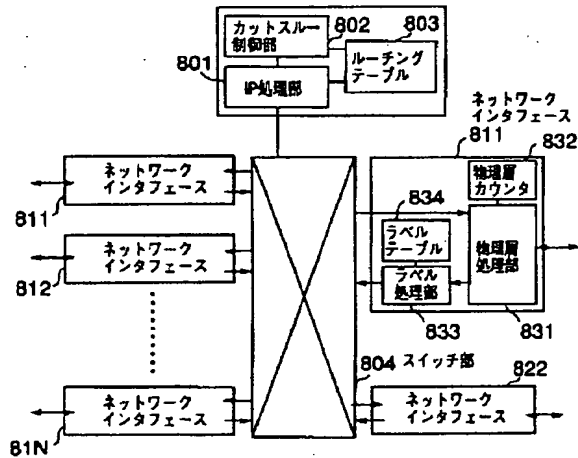 カットスルー
制御部
802
803
801
ルーチング
テーブル
IP処理部
ネットワーク
インタフェース
811
832
物理層
カウンタ
834
ラベル
テーブル
物理層
処理部
ラベル
処理部
833
831
ネットワーク
インタフェース
811
ネットワーク
インタフェース
812
804 スイッチ部
822
ネットワーク
インタフェース
81N
ネットワーク
インタフェース